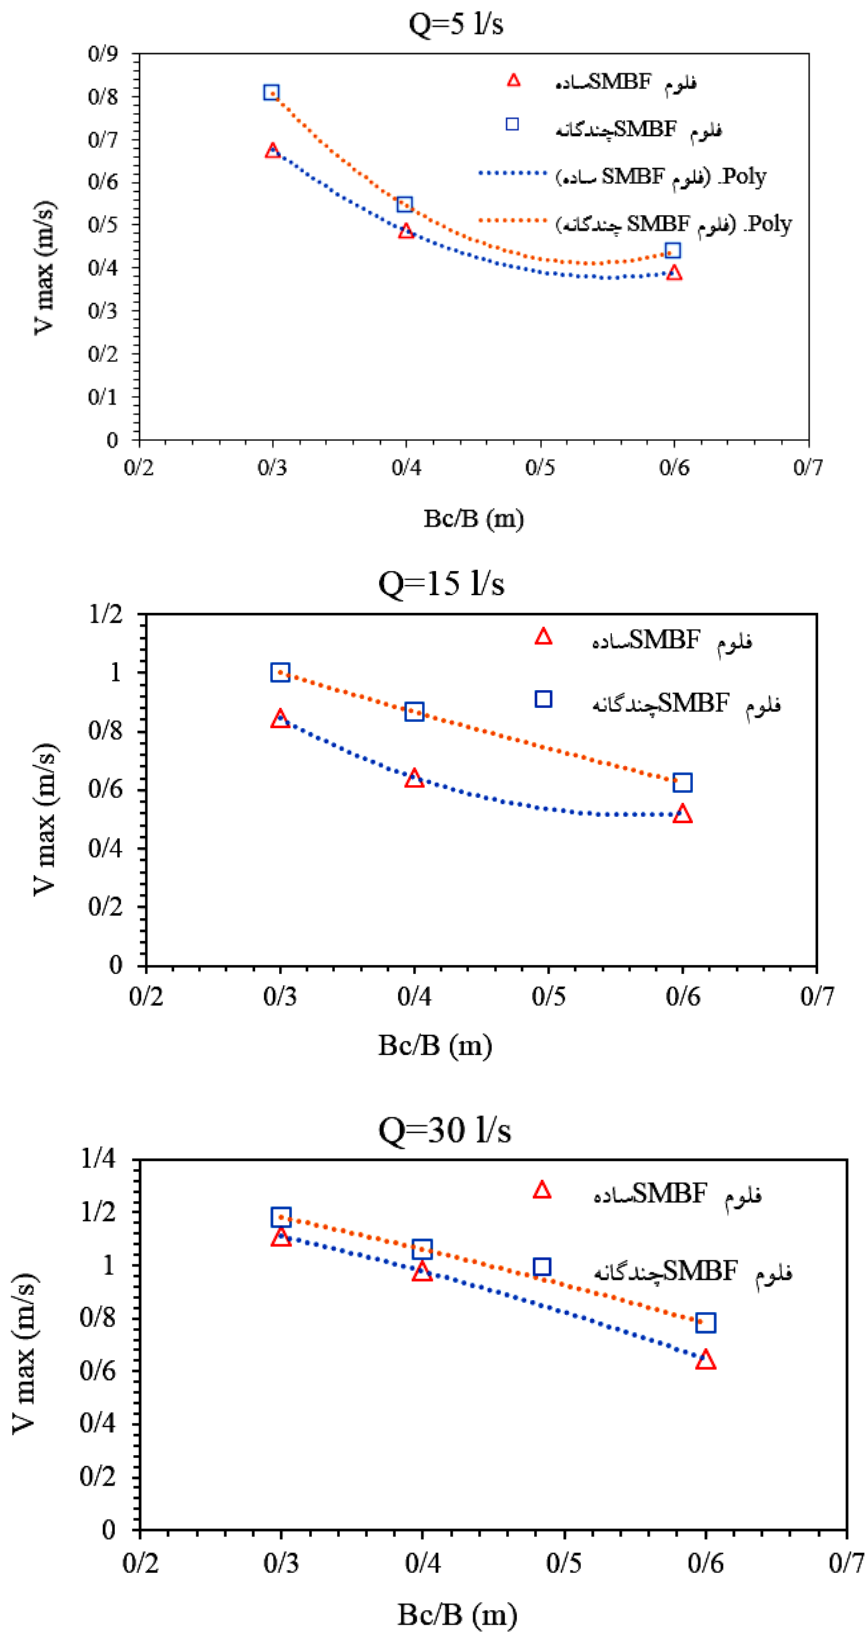 Q=5 l/s
0/9
0/8
0/7
0/6
0/5
0/4
0/3
0/2
0/1
0
V max (m/s)
فلوم SMBFساده
فلوم SMBFچندگانه
Poly. (فلوم SMBF ساده)
Poly. (فلوم SMBF چندگانه)
0/2 0/3 0/4 0/5 0/6 0/7
Bc/B (m)
Q=15 l/s
1/2
1
0/8
0/6
0/4
0/2
0
V max (m/s)
فلوم SMBFساده
فلوم SMBFچندگانه
0/2 0/3 0/4 0/5 0/6 0/7
Bc/B (m)
Q=30 l/s
1/4
1/2
1
0/8
0/6
0/4
0/2
0
V max (m/s)
فلوم SMBFساده
فلوم SMBFچندگانه
0/2 0/3 0/4 0/5 0/6 0/7
Bc/B (m)